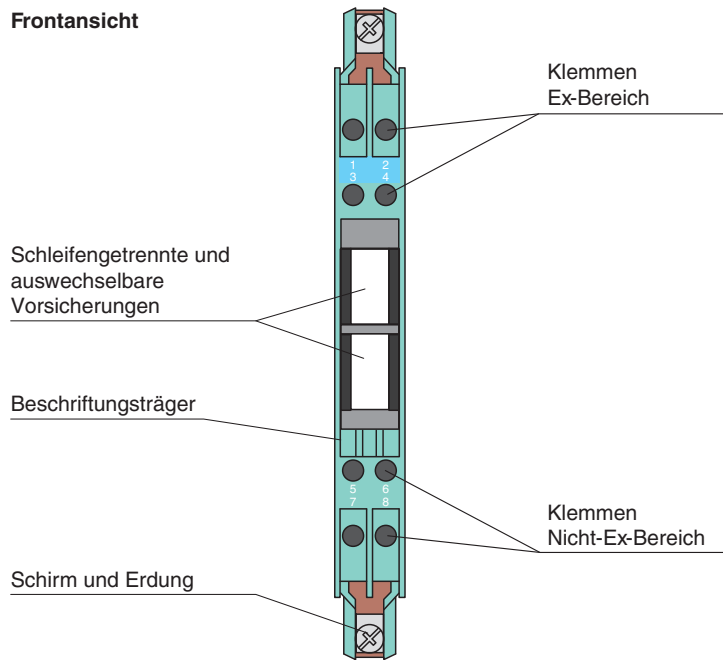 Frontansicht
Klemmen
Ex-Bereich
1 2
3 4
Schleifengetrennte und
auswechselbare
Vorsicherungen
Beschriftungsträger
5 6
7 8
Klemmen
Nicht-Ex-Bereich
Schirm und Erdung